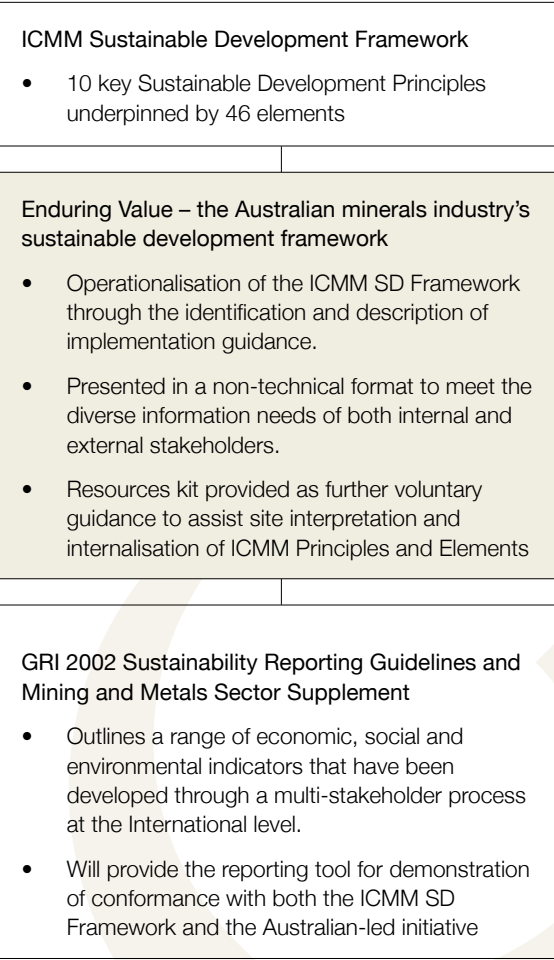 ICMM Sustainable Development Framework
• 10 key Sustainable Development Principles
underpinned by 46 elements
Enduring Value – the Australian minerals industry's
sustainable development framework
• Operationalisation of the ICMM SD Framework
through the identification and description of
implementation guidance.
• Presented in a non-technical format to meet the
diverse information needs of both internal and
external stakeholders.
• Resources kit provided as further voluntary
guidance to assist site interpretation and
internalisation of ICMM Principles and Elements
GRI 2002 Sustainability Reporting Guidelines and
Mining and Metals Sector Supplement
• Outlines a range of economic, social and
environmental indicators that have been
developed through a multi-stakeholder process
at the International level.
• Will provide the reporting tool for demonstration
of conformance with both the ICMM SD
Framework and the Australian-led initiative